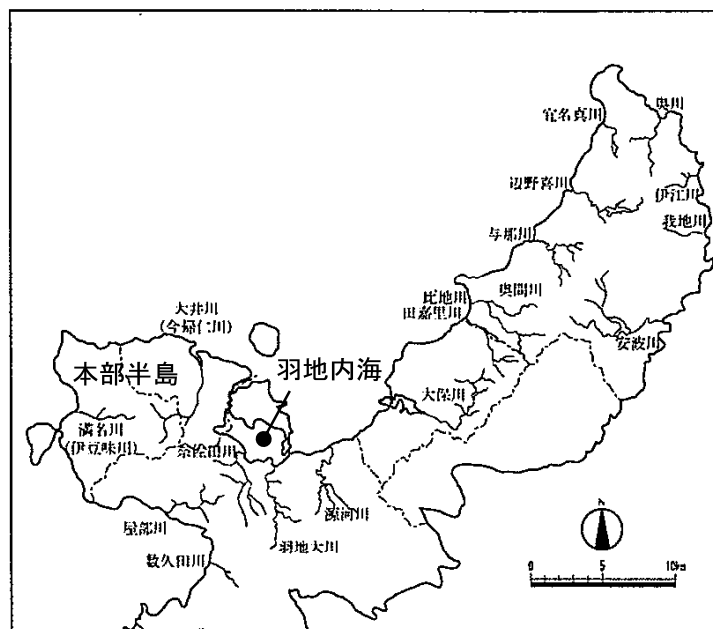 宜名真川
奥川
辺野喜川
伊江川
我地川
与那川
比地川
奥間川
田嘉里川
安波川
大保川
大井川
(今帰仁川)
本部半島
羽地内海
満名川
(伊豆味川)
奈佐田川
源河川
羽地大川
屋部川
数久田川
N
0
5
10km